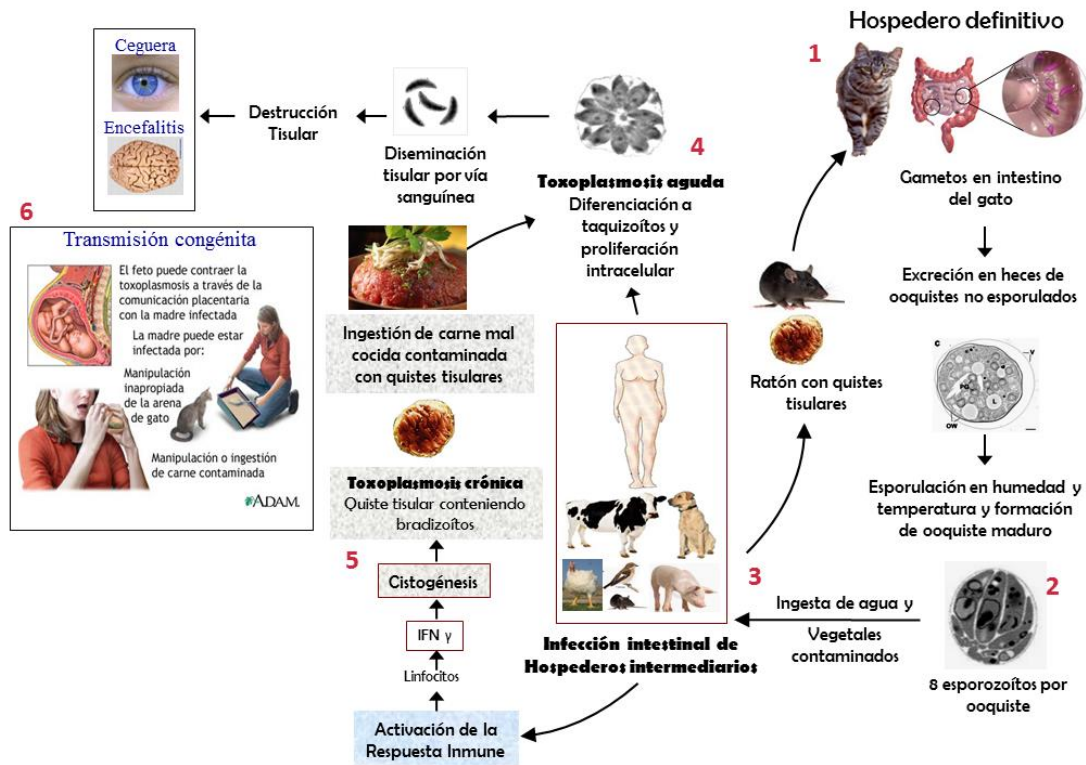 Hospedero definitivo
1
Gametos en intestino
del gato
Excreción en heces de
ooquistes no esporulados
C
V
PG
L
OW
Esporulación en humedad y
temperatura y formación
de ooquiste maduro
2
8 esporozoítos por
ooquiste
Ingesta de agua y
Vegetales
contaminados
3
Infección intestinal de
Hospederos intermediarios
Ratón con quistes
tisulares
4
Toxoplasmosis aguda
Diferenciación a
taquizoítos y
proliferación
intracelular
Diseminación
tisular por vía
sanguínea
Destrucción
Tisular
Ceguera
Encefalitis
Ingestión de carne mal
cocida contaminada
con quistes tisulares
Toxoplasmosis crónica
Quiste tisular conteniendo
bradizoítos
5
Cistogénesis
IFN γ
Linfocitos
Activación de la
Respuesta Inmune
6
Transmisión congénita
El feto puede contraer la
toxoplasmosis a través de la
comunicación placentaria
con la madre infectada
La madre puede estar
infectada por:
Manipulación
inapropiada
de la arena
de gato
Manipulación o ingestión
de carne contaminada
ADAM.